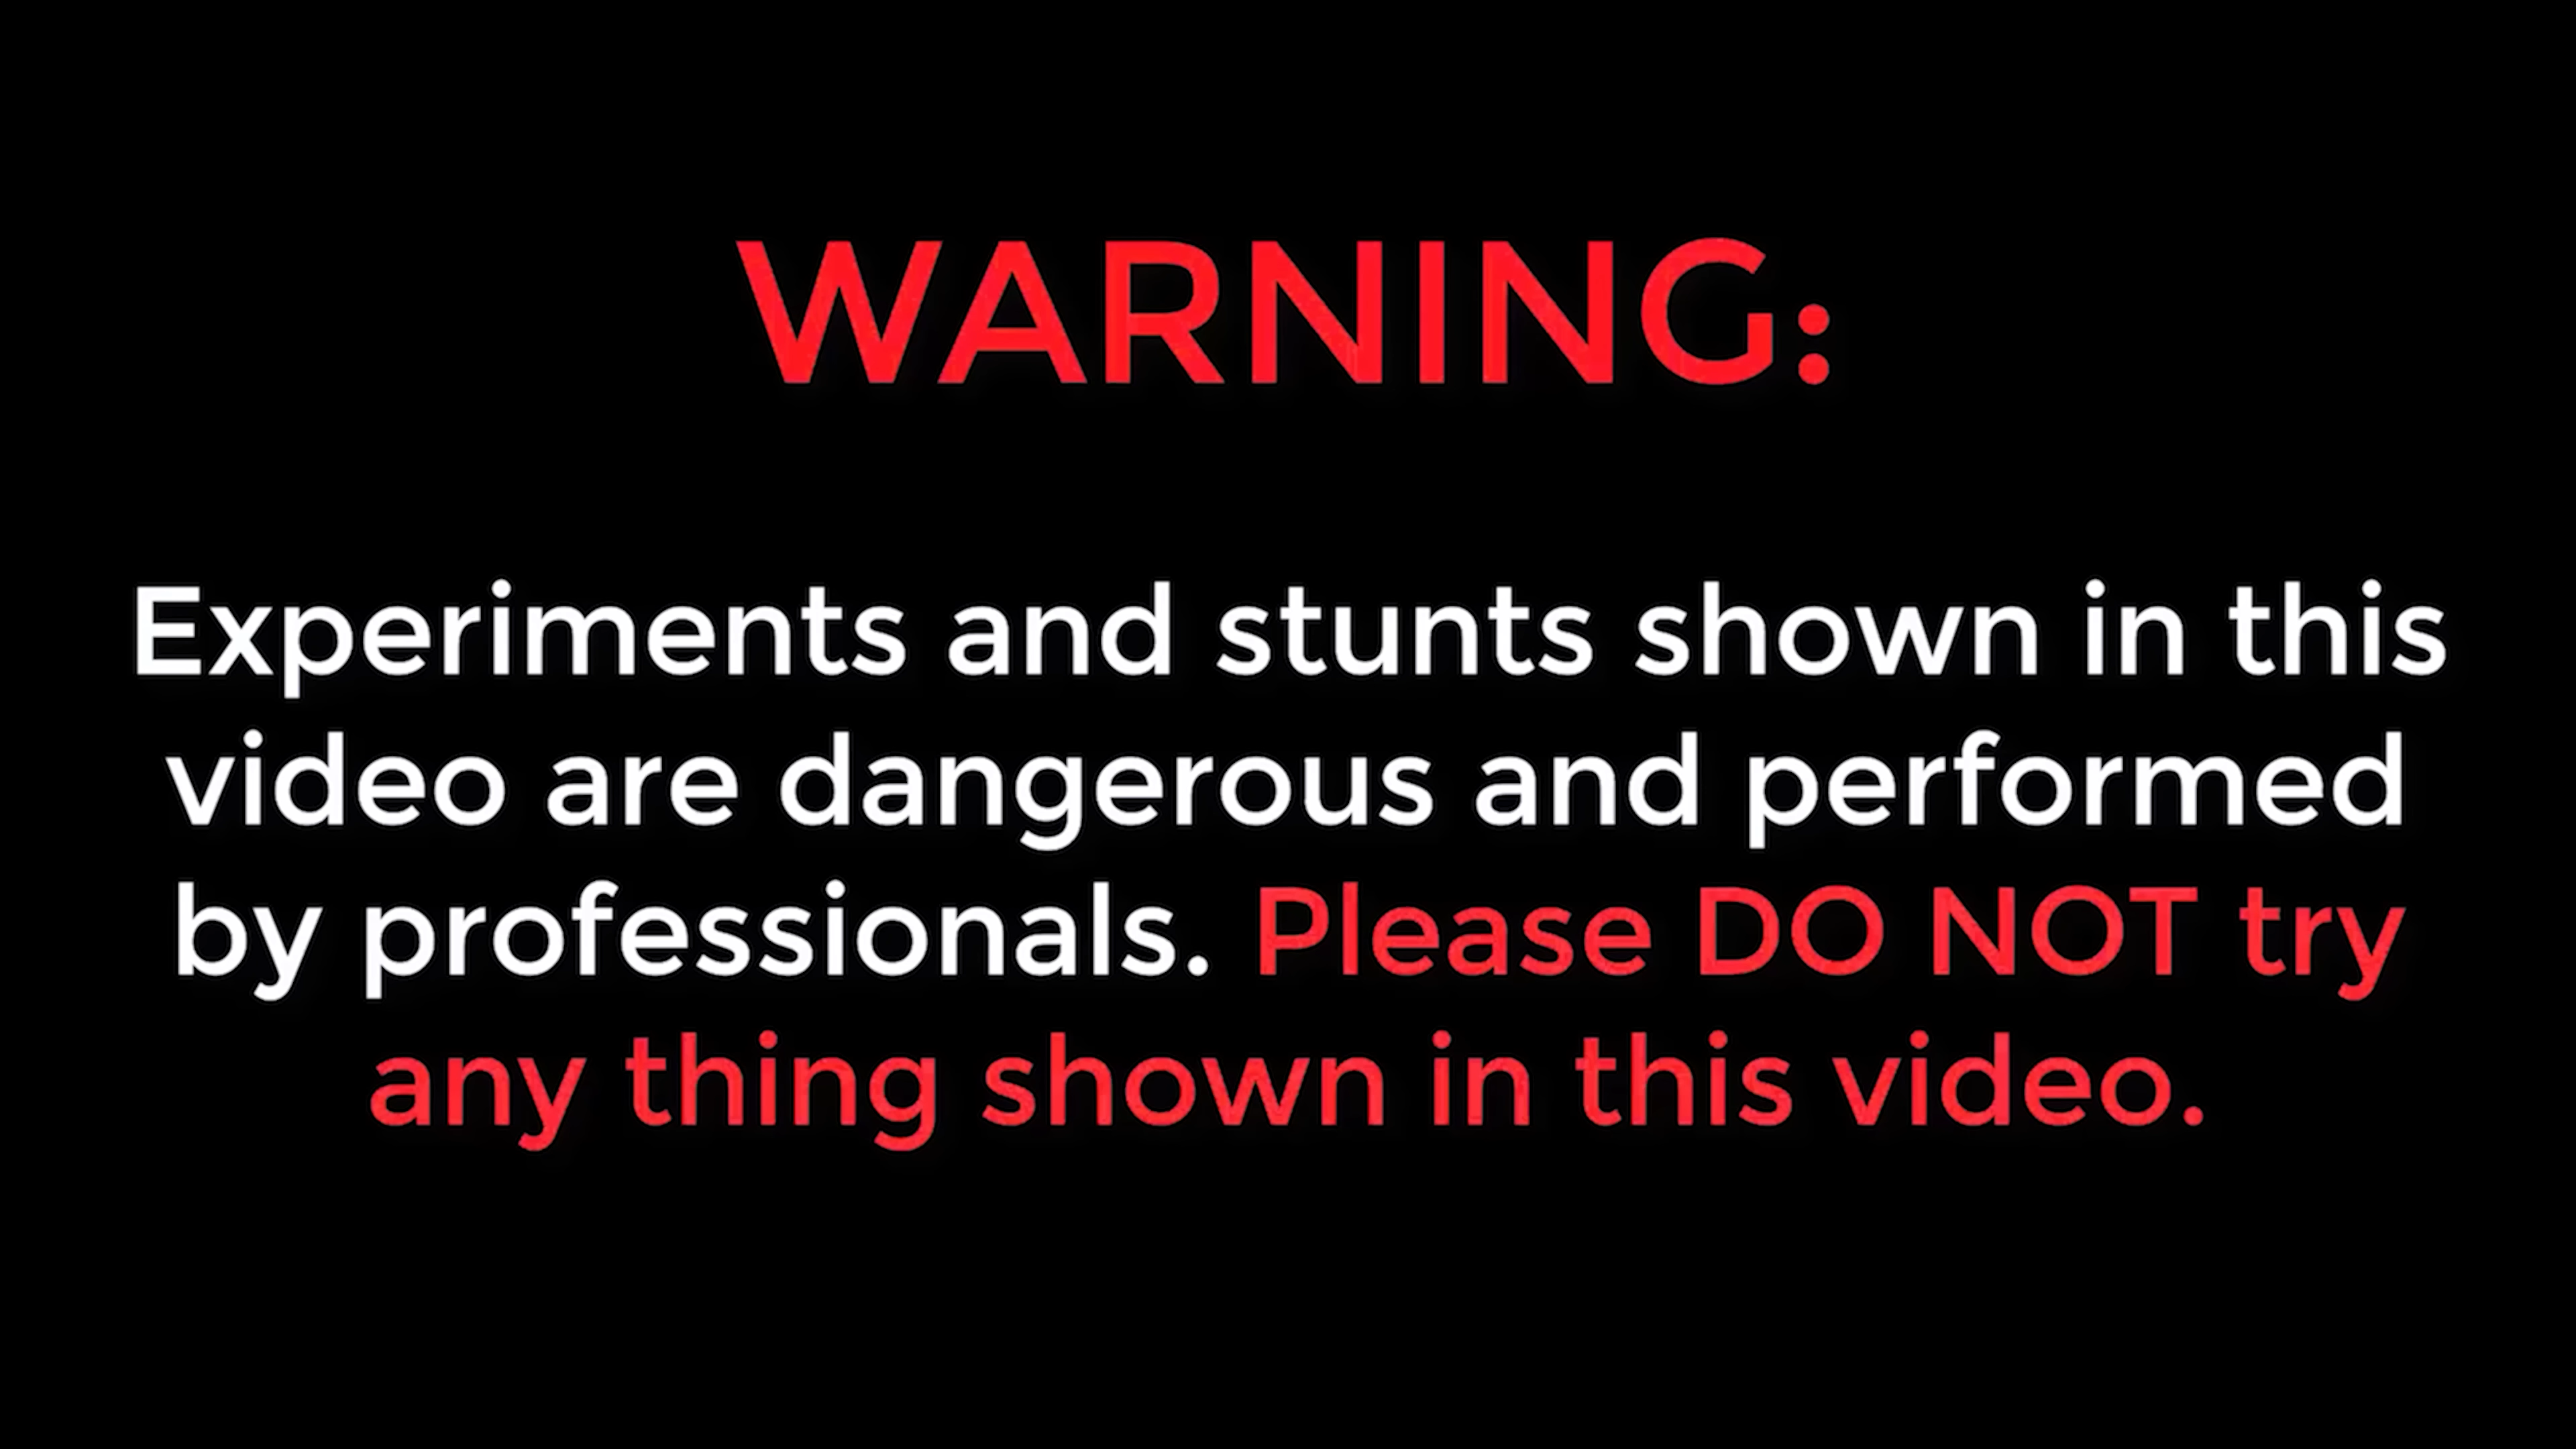 WARNING:
Experiments and stunts shown in this
video are dangerous and performed
by professionals. Please DO NOT try
any thing shown in this video.